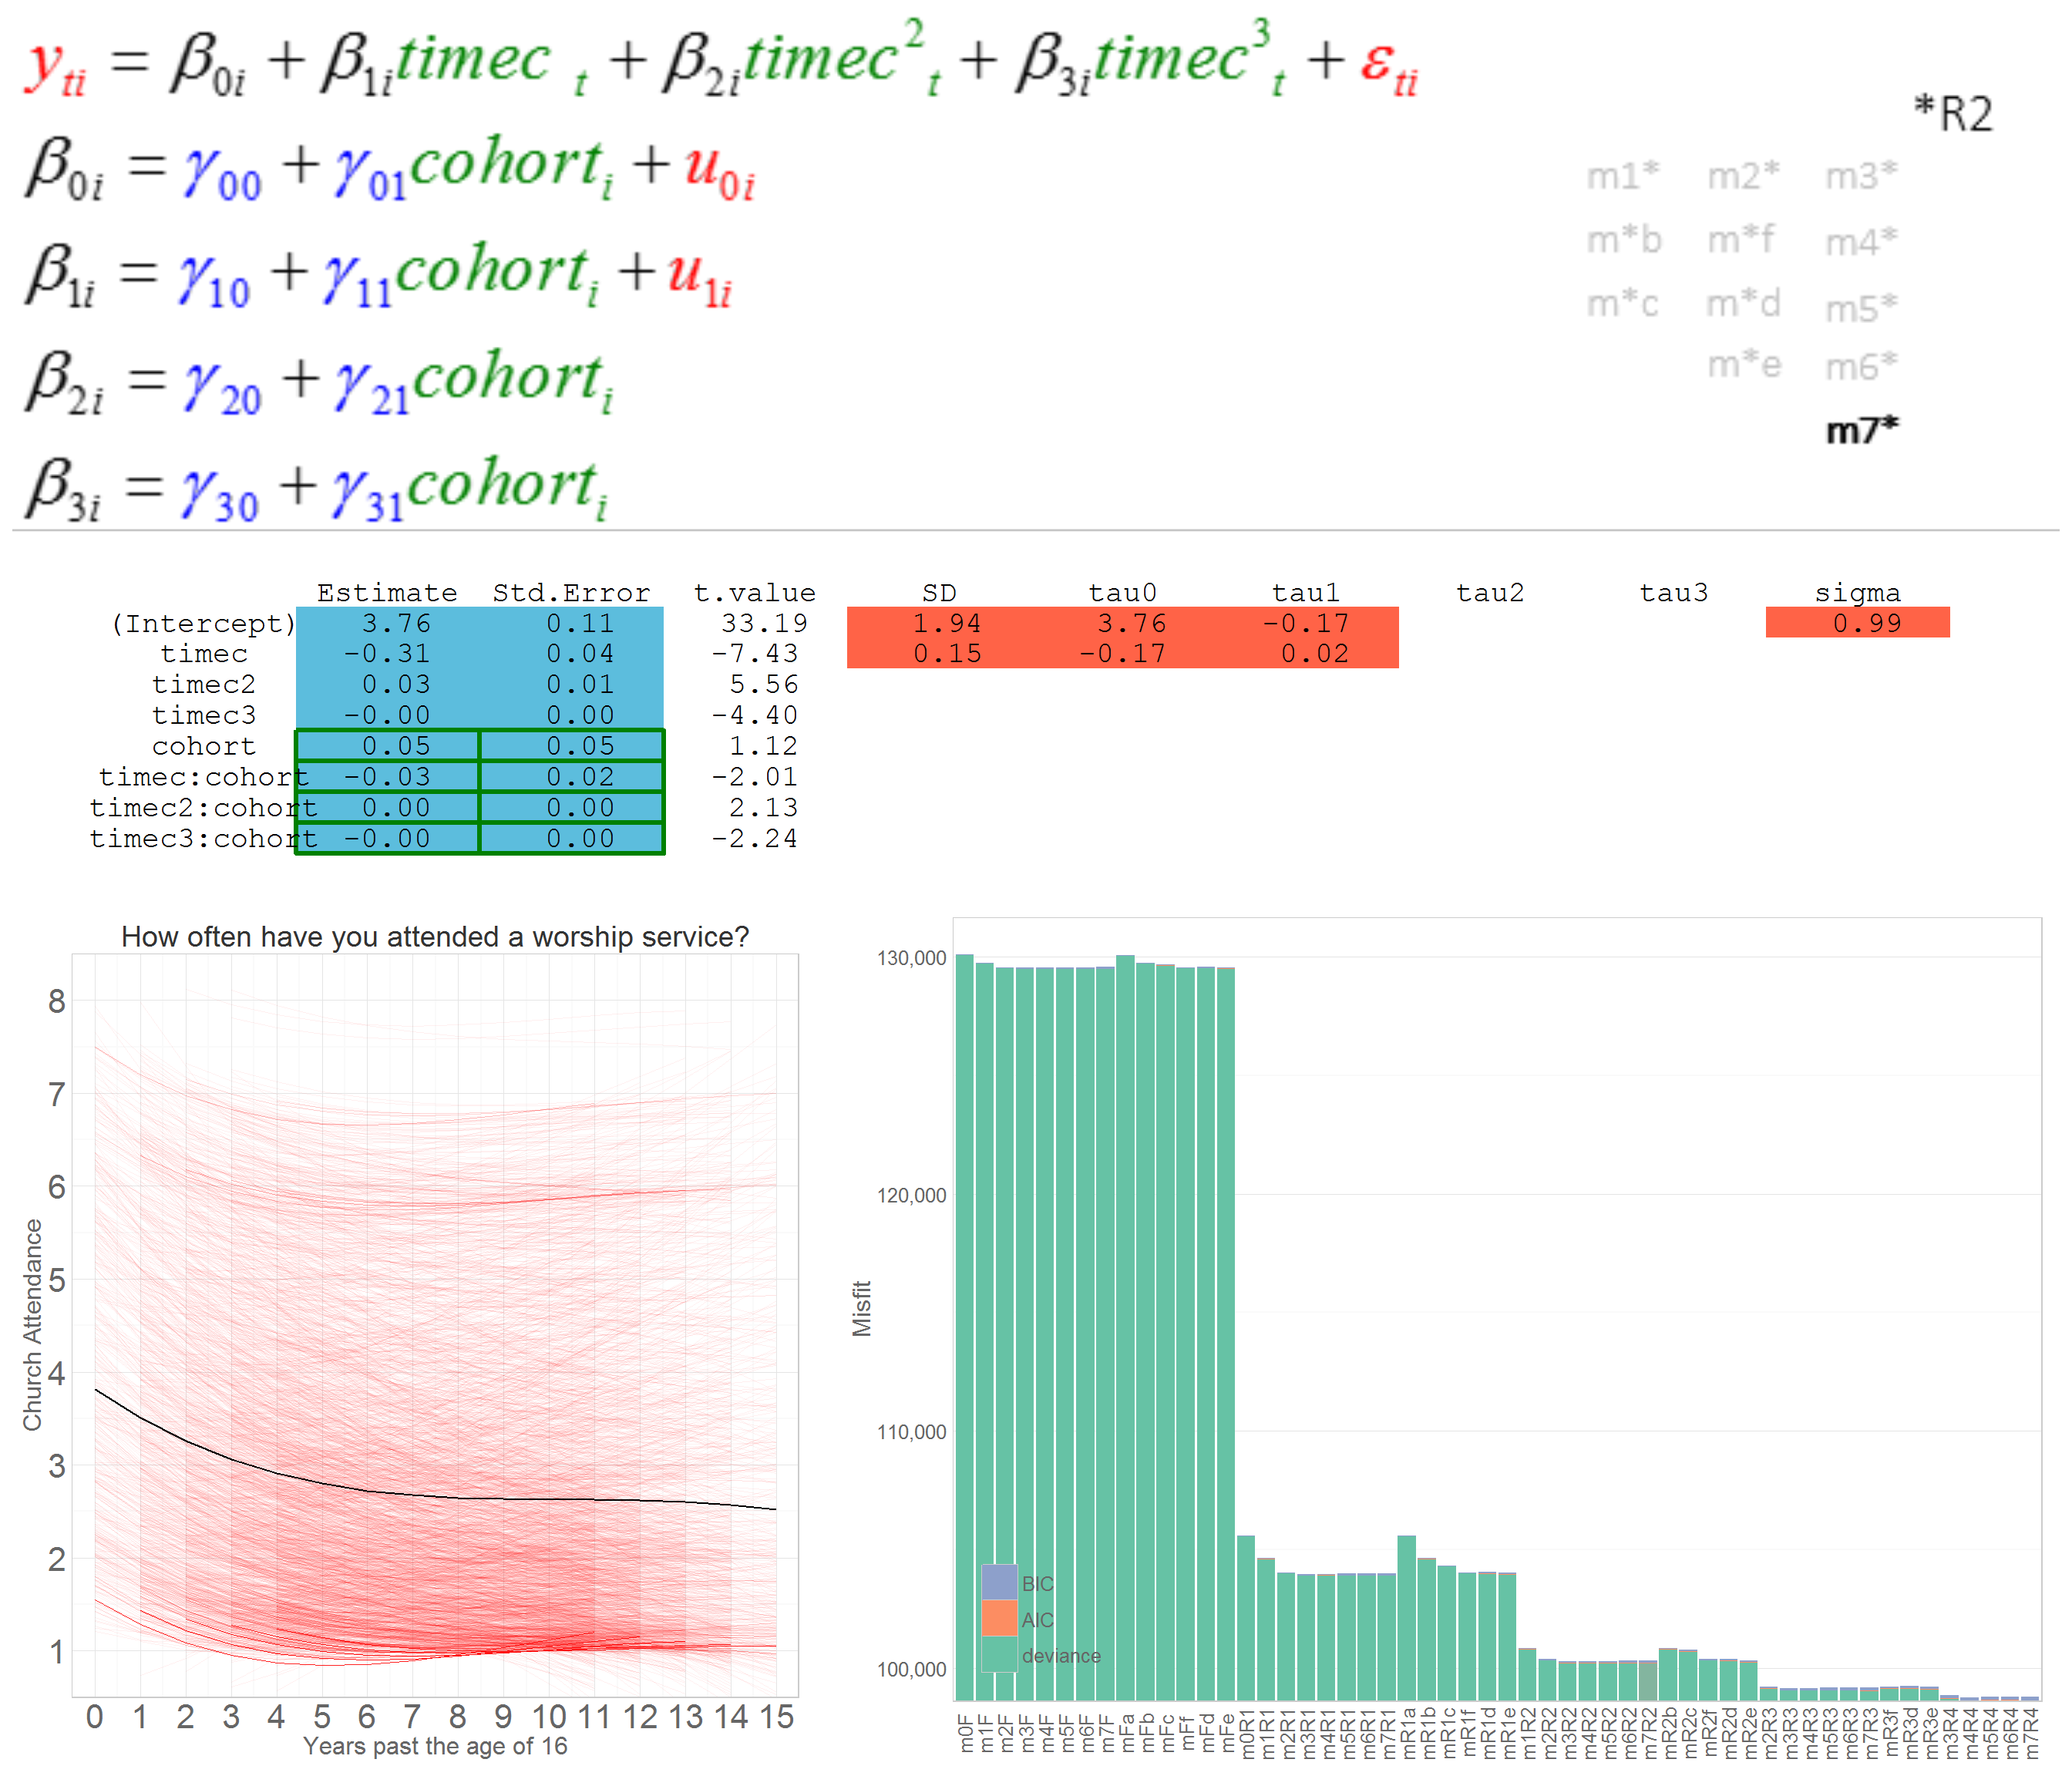 y_ti = β_0i + β_1i timec_t + β_2i timec²_t + β_3i timec³_t + ε_ti
*R2
β_0i = γ_00 + γ_01 cohort_i + u_0i
m1* m2* m3*
m*b m*f m4*
β_1i = γ_10 + γ_11 cohort_i + u_1i
m*c m*d m5*
β_2i = γ_20 + γ_21 cohort_i
m*e m6*
m7*
β_3i = γ_30 + γ_31 cohort_i
Estimate Std.Error t.value SD tau0 tau1 tau2 tau3 sigma
(Intercept) 3.76 0.11 33.19 1.94 3.76 -0.17 0.99
timec -0.31 0.04 -7.43 0.15 -0.17 0.02
timec2 0.03 0.01 5.56
timec3 -0.00 0.00 -4.40
cohort 0.05 0.05 1.12
timec:cohort -0.03 0.02 -2.01
timec2:cohort 0.00 0.00 2.13
timec3:cohort -0.00 0.00 -2.24
How often have you attended a worship service?
Church Attendance
8
7
6
5
4
3
2
1
0 1 2 3 4 5 6 7 8 9 10 11 12 13 14 15
Years past the age of 16
Misfit
130,000
120,000
110,000
100,000
BIC
AIC
deviance
m0F m1F m2F m3F m4F m5F m6F m7F mFa mFb mFc mFf mFd mFe m0R1 m1R1 m2R1 m3R1 m4R1 m5R1 m6R1 m7R1 mR1a mR1b mR1c mR1f mR1d mR1e m1R2 m2R2 m3R2 m4R2 m5R2 m6R2 m7R2 mR2b mR2c mR2f mR2d mR2e m2R3 m3R3 m4R3 m5R3 m6R3 m7R3 mR3f mR3d mR3e m3R4 m4R4 m5R4 m6R4 m7R4